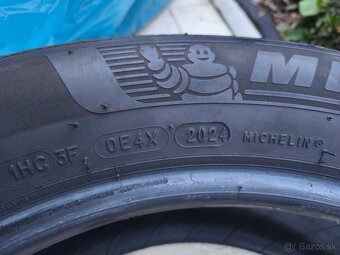 MI
1HC 3F 0E4X 2024 MICHELIN®
Bazos.sk